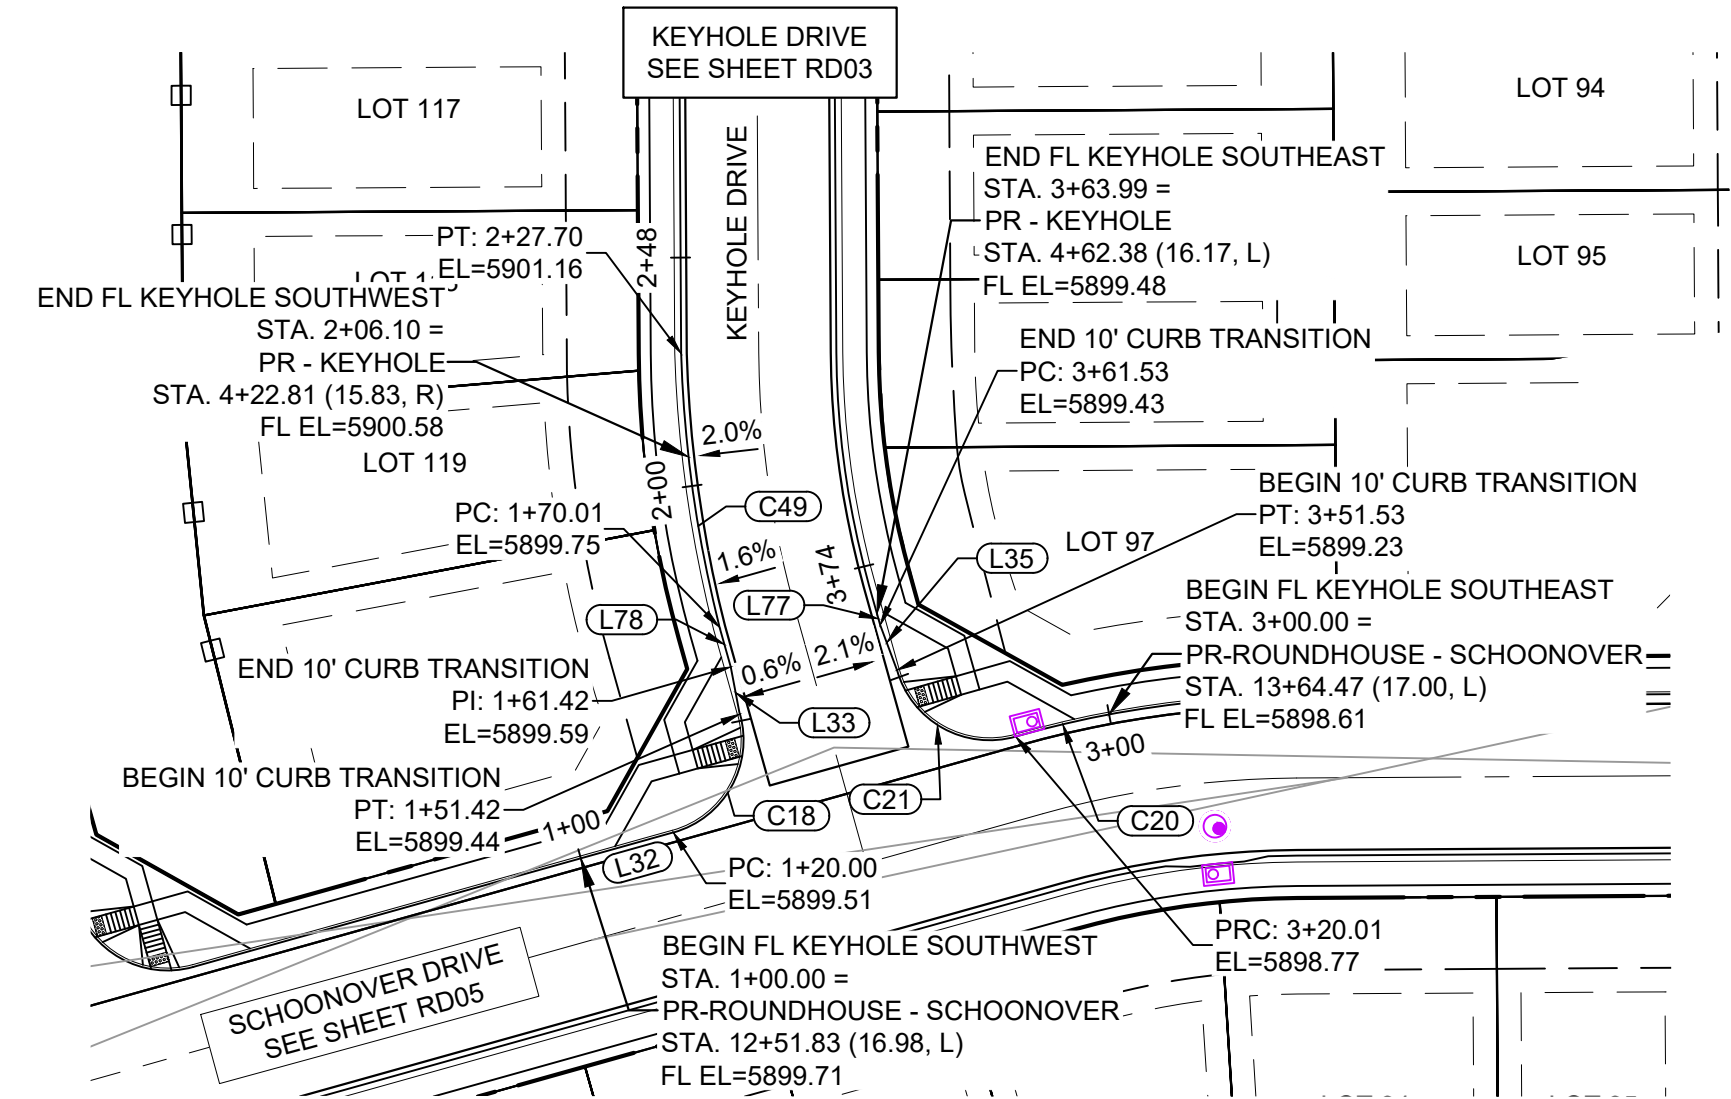 KEYHOLE DRIVE
SEE SHEET RD03
LOT 117
LOT 94
KEYHOLE DRIVE
END FL KEYHOLE SOUTHEAST
STA. 3+63.99 =
PR - KEYHOLE
STA. 4+62.38 (16.17, L)
FL EL=5899.48
LOT 95
PT: 2+27.70
EL=5901.16
2+48
END FL KEYHOLE SOUTHWEST
STA. 2+06.10 =
PR - KEYHOLE
STA. 4+22.81 (15.83, R)
FL EL=5900.58
LOT 119
END 10' CURB TRANSITION
PC: 3+61.53
EL=5899.43
2.0%
2+00
C49
PC: 1+70.01
EL=5899.75
1.6%
3+74
L35
LOT 97
BEGIN 10' CURB TRANSITION
PT: 3+51.53
EL=5899.23
L78
L77
BEGIN FL KEYHOLE SOUTHEAST
STA. 3+00.00 =
PR-ROUNDHOUSE - SCHOONOVER
STA. 13+64.47 (17.00, L)
FL EL=5898.61
END 10' CURB TRANSITION
PI: 1+61.42
EL=5899.59
0.6%
2.1%
L33
3+00
BEGIN 10' CURB TRANSITION
PT: 1+51.42
EL=5899.44
1+00
C18
C21
C20
L32
PC: 1+20.00
EL=5899.51
PRC: 3+20.01
EL=5898.77
SCHOONOVER DRIVE
SEE SHEET RD05
BEGIN FL KEYHOLE SOUTHWEST
STA. 1+00.00 =
PR-ROUNDHOUSE - SCHOONOVER
STA. 12+51.83 (16.98, L)
FL EL=5899.71